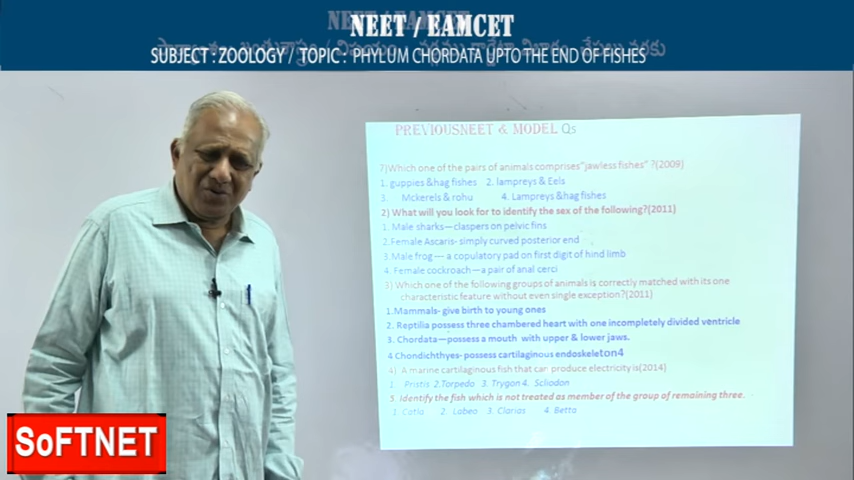 NEET / EAMCET
SUBJECT : ZOOLOGY / TOPIC : PHYLUM CHORDATA UPTO THE END OF FISHES
PREVIOUSNEET & MODEL Qs
7)Which one of the pairs of animals comprises"jawless fishes" ?(2009)
1. guppies &hag fishes 2. lampreys & Eels
3. Mckerels & rohu 4. Lampreys &hag fishes
2) What will you look for to identify the sex of the following?(2011)
1. Male sharks—claspers on pelvic fins
2.Female Ascaris- simply curved posterior end
3.Male frog— a copulatory pad on first digit of hind limb
4. Female cockroach—a pair of anal cerci
3) Which one of the following groups of animals is correctly matched with its one
characteristic feature without even single exception?(2011)
1.Mammals- give birth to young ones
2. Reptilia possess three chambered heart with one incompletely divided ventricle
3. Chordata—possess a mouth with upper & lower jaws.
4.Chondichthyes- possess cartilaginous endoskeleton4
4) A marine cartilaginous fish that can produce electricity is(2014)
1. Pristis 2.Torpedo 3. Trygon 4. Scliodon
5. Identify the fish which is not treated as member of the group of remaining three.
1. Catla 2. Labeo 3. Clarias 4. Betta
SoFTNET